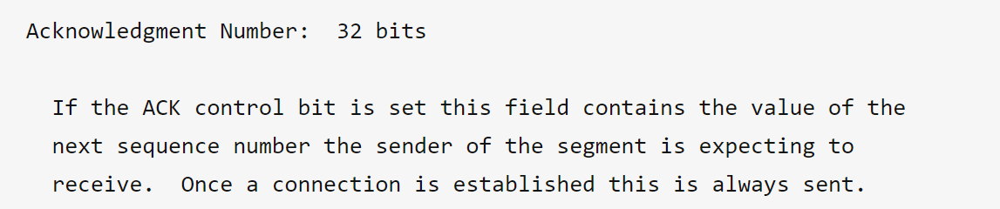 Acknowledgment Number:  32 bits
If the ACK control bit is set this field contains the value of the
next sequence number the sender of the segment is expecting to
receive.  Once a connection is established this is always sent.